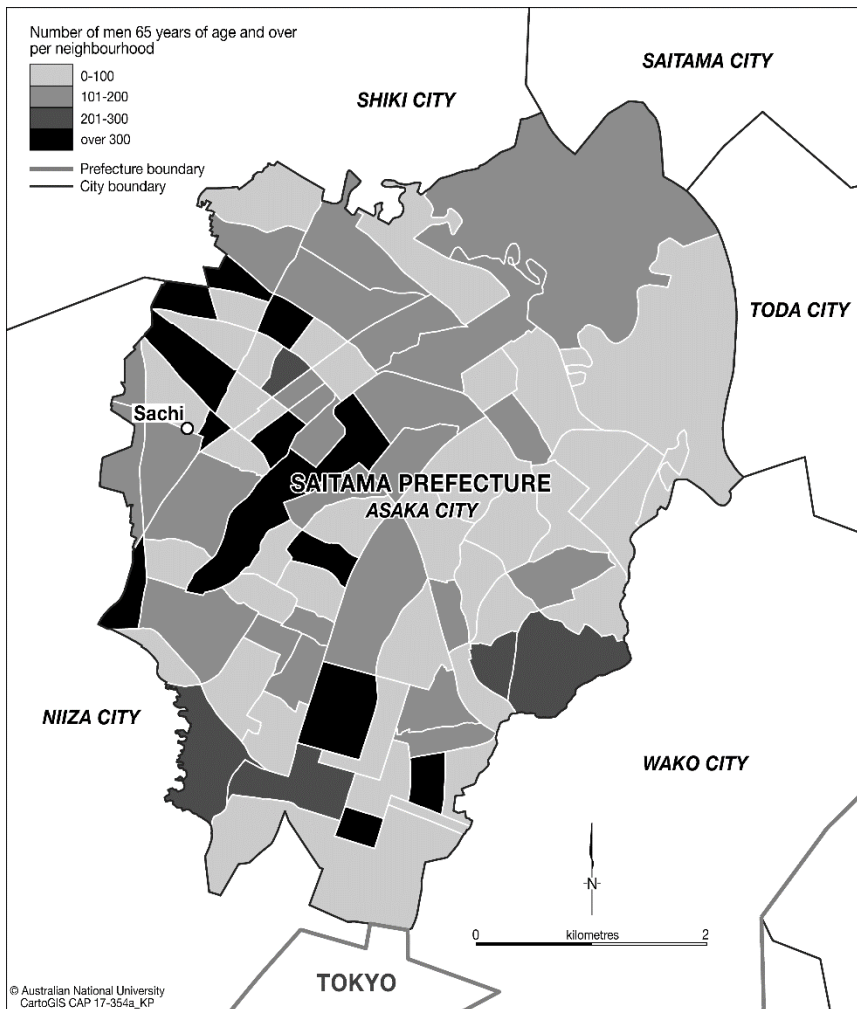 Number of men 65 years of age and over
per neighbourhood
0-100
101-200
201-300
over 300
Prefecture boundary
City boundary
SAITAMA CITY
SHIKI CITY
TODA CITY
Sachi
SAITAMA PREFECTURE
ASAKA CITY
NIIZA CITY
WAKO CITY
N
0 kilometres 2
TOKYO
© Australian National University
CartoGIS CAP 17-354a_KP